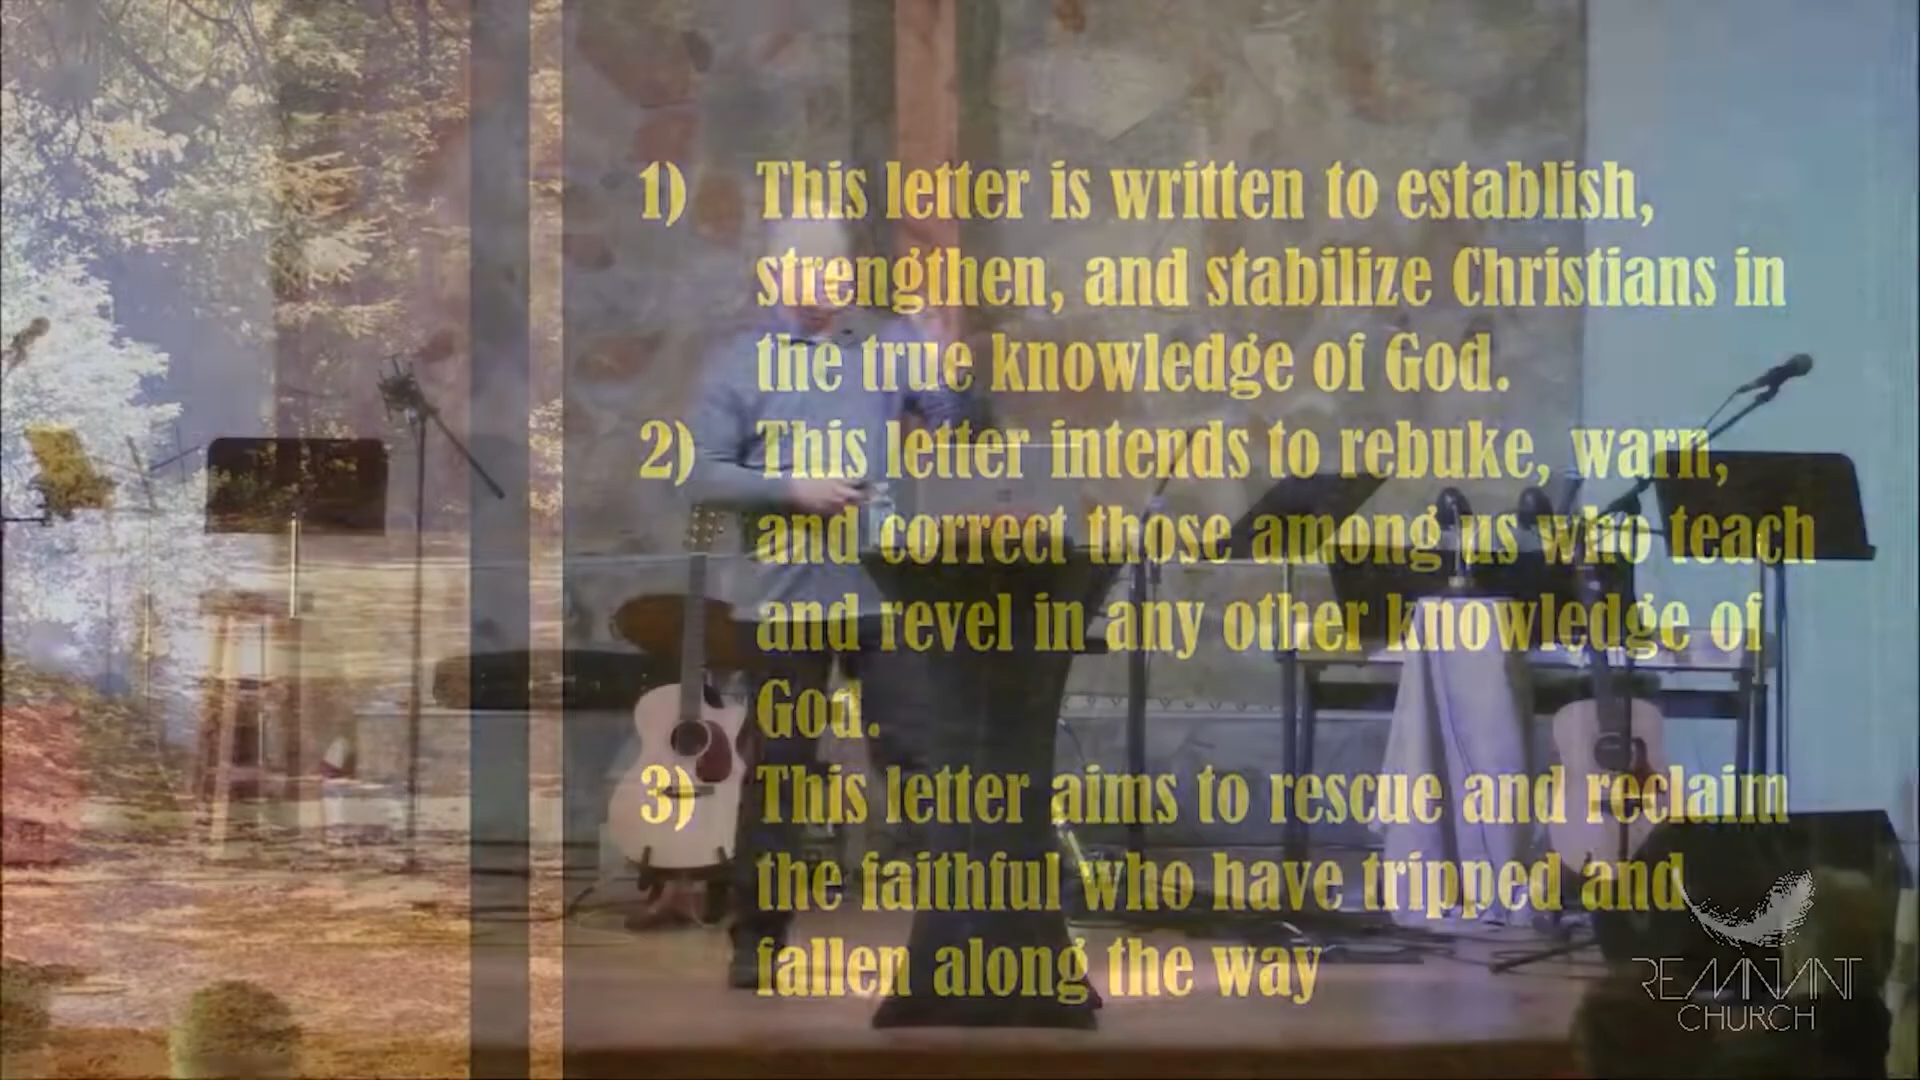 1) This letter is written to establish,
strengthen, and stabilize Christians in
the true knowledge of God.
2) This letter intends to rebuke, warn,
and correct those among us who teach
and revel in any other knowledge of
God.
3) This letter aims to rescue and reclaim
the faithful who have tripped and
fallen along the way
REMNANT
CHURCH